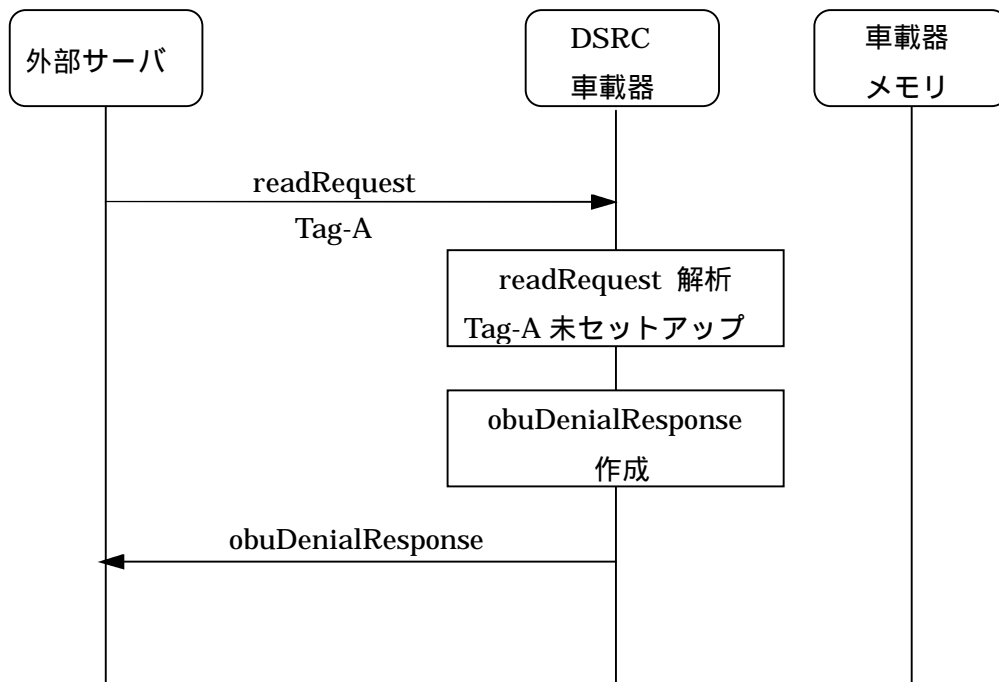 外部サーバ
DSRC
車載器
車載器
メモリ
readRequest
Tag-A
readRequest 解析
Tag-A 未セットアップ
obuDenialResponse
作成
obuDenialResponse